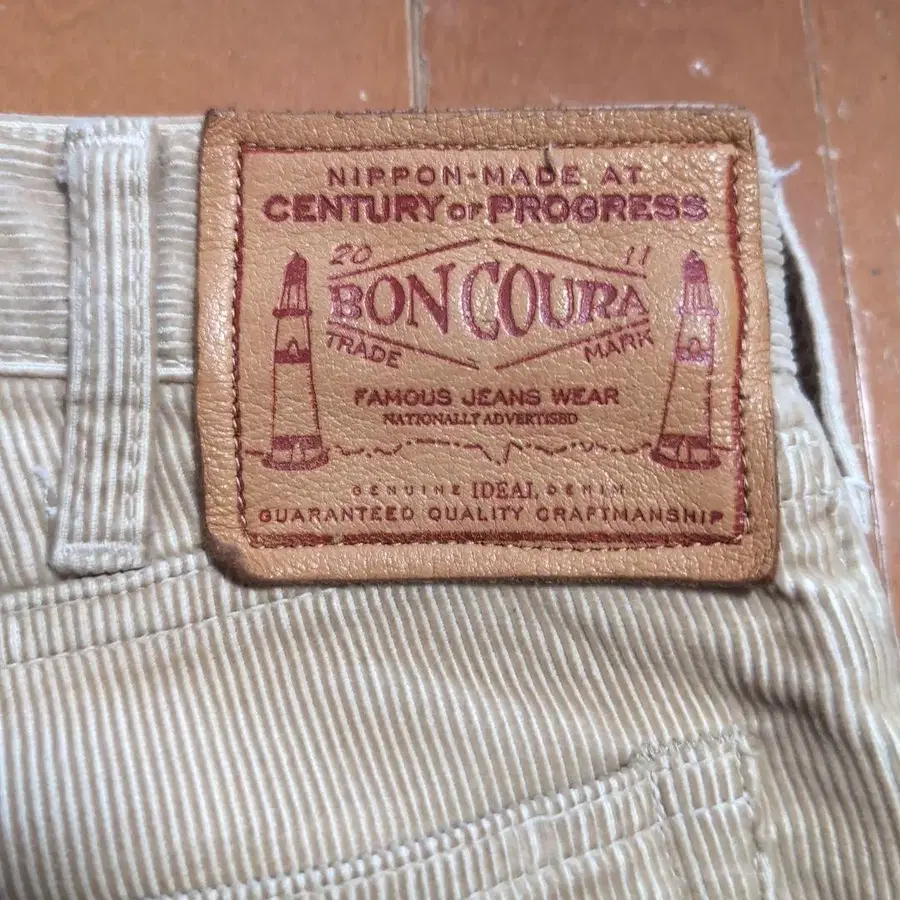 NIPPON-MADE AT
CENTURY OF PROGRESS
20 11
BON COURA
TRADE MARK
FAMOUS JEANS WEAR
NATIONALLY ADVERTISED
GENUINE IDEAL DENIM
GUARANTEED QUALITY CRAFTMANSHIP